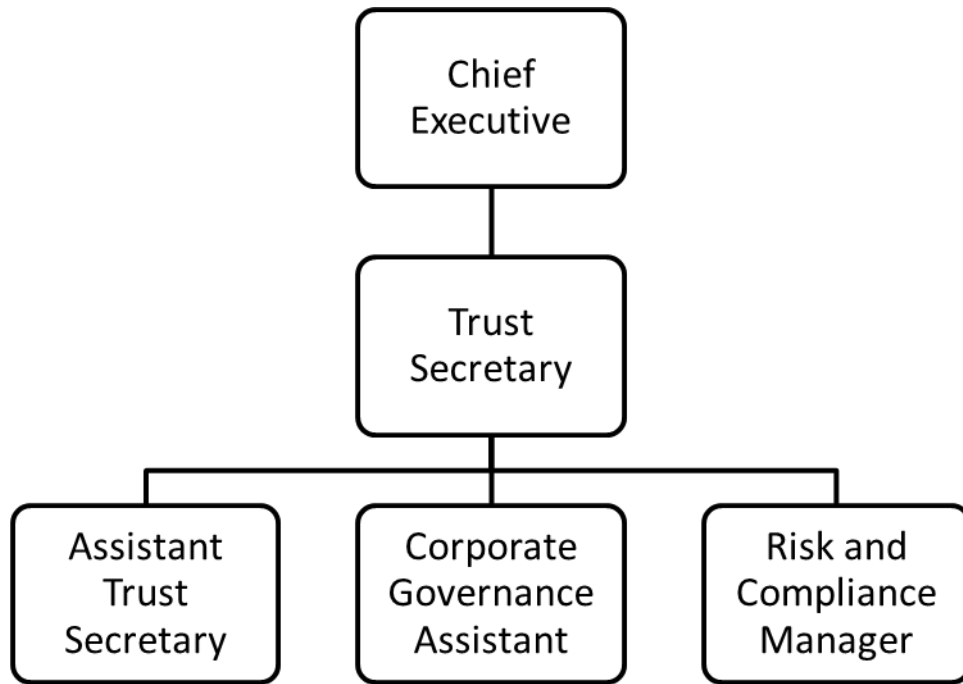 Chief
Executive
Trust
Secretary
Assistant
Trust
Secretary
Corporate
Governance
Assistant
Risk and
Compliance
Manager